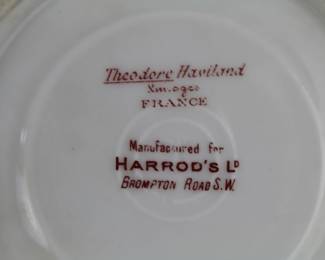 Theodore Haviland
Limoges
FRANCE
Manufactured for
HARROD'S LD
BROMPTON ROAD S.W.